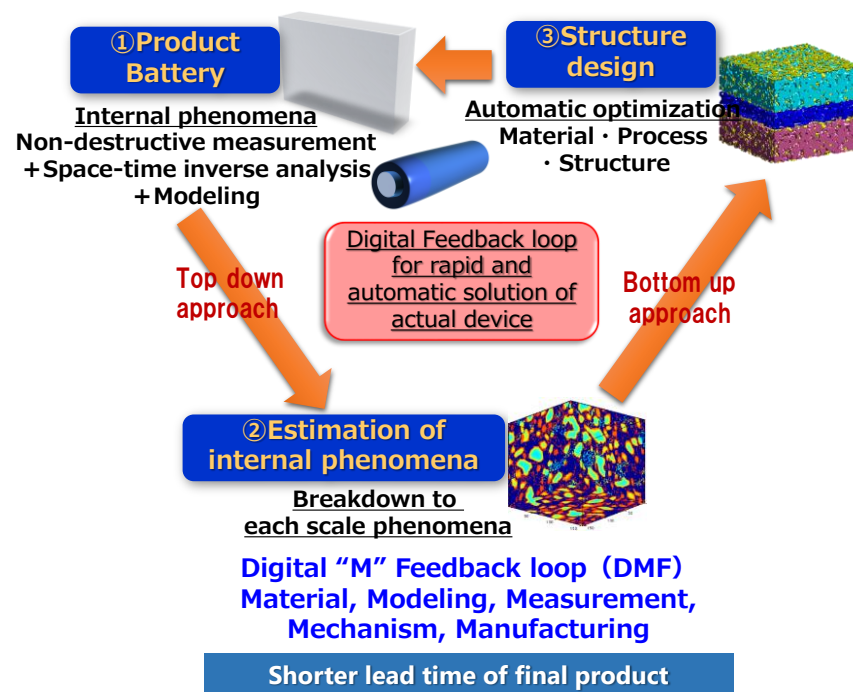 ①Product
Battery
Internal phenomena
Non-destructive measurement
+Space-time inverse analysis
+Modeling
③Structure
design
Automatic optimization
Material・Process
・Structure
Digital Feedback loop
for rapid and
automatic solution of
actual device
Top down
approach
Bottom up
approach
②Estimation of
internal phenomena
Breakdown to
each scale phenomena
Digital “M” Feedback loop（DMF）
Material, Modeling, Measurement,
Mechanism, Manufacturing
Shorter lead time of final product